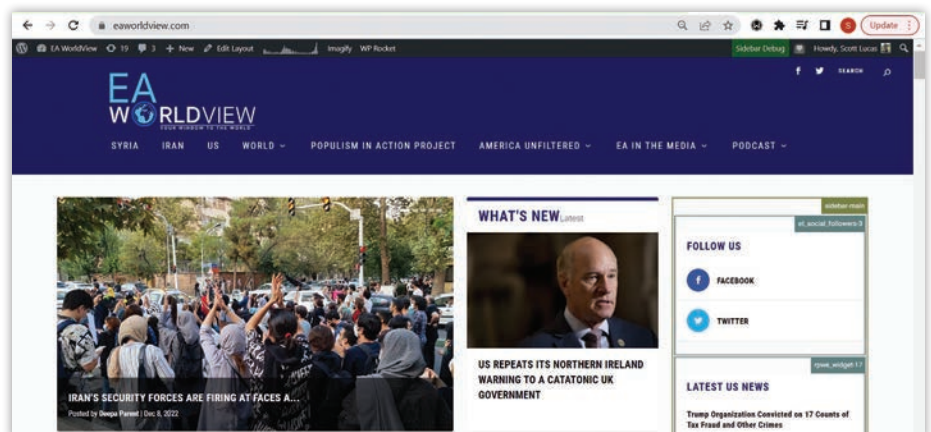 eaworldview.com
Update
EA WorldView 19 3 + New Edit Layout Imagify WP Rocket
Sidebar Debug Howdy, Scott Lucas
SEARCH
EA
WORLDVIEW
YOUR WINDOW TO THE WORLD
SYRIA IRAN US WORLD POPULISM IN ACTION PROJECT AMERICA UNFILTERED EA IN THE MEDIA PODCAST
IRAN'S SECURITY FORCES ARE FIRING AT FACES A...
Posted by Deepa Parent | Dec 8, 2022
WHAT'S NEW Latest
US REPEATS ITS NORTHERN IRELAND
WARNING TO A CATATONIC UK
GOVERNMENT
sidebar-main
et_social_followers-3
FOLLOW US
f FACEBOOK
TWITTER
rpwe_widget-17
LATEST US NEWS
Trump Organization Convicted on 17 Counts of
Tax Fraud and Other Crimes